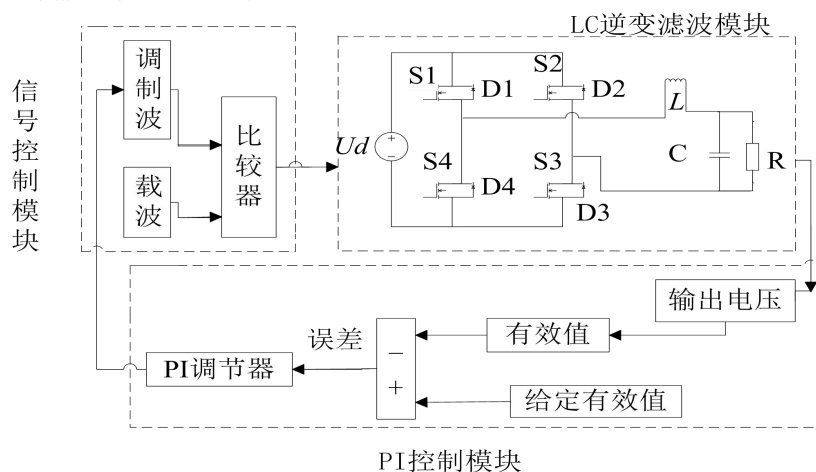 LC逆变滤波模块
信号控制模块
调制波
载波
比较器
Ud
S1
D1
S2
D2
S4
D4
S3
D3
L
C
R
输出电压
有效值
给定有效值
误差
−
+
PI调节器
PI控制模块